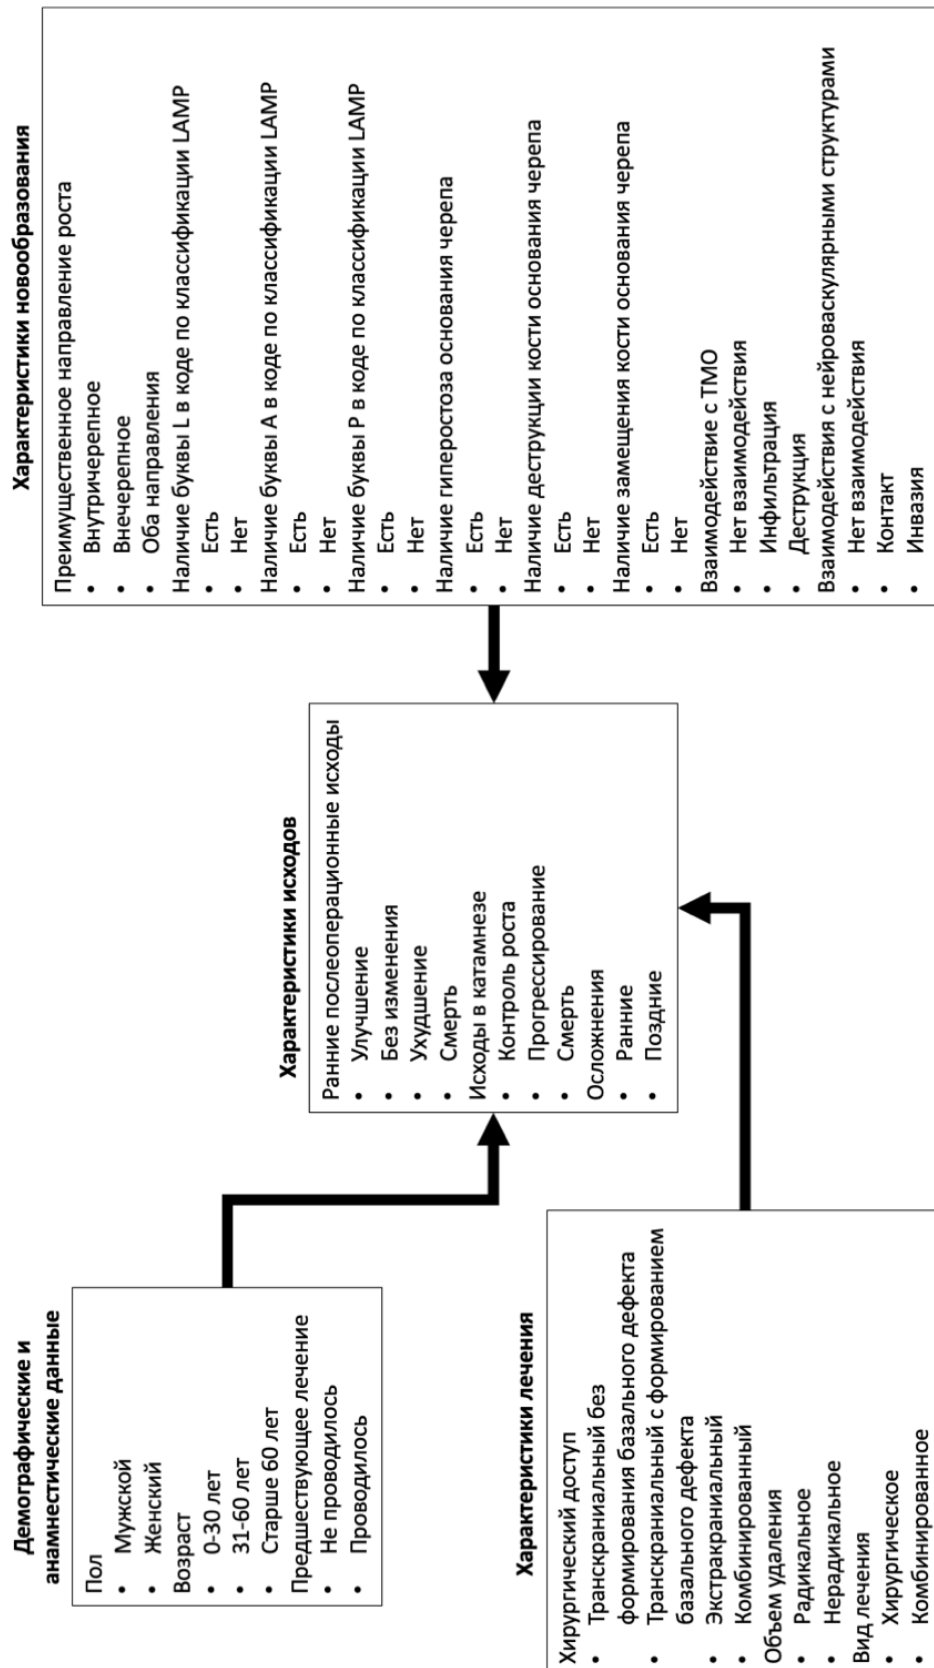 Демографические и
анамнестические данные
Пол
• Мужской
• Женский
Возраст
• 0-30 лет
• 31-60 лет
• Старше 60 лет
Предшествующее лечение
• Не проводилось
• Проводилось
Характеристики лечения
Хирургический доступ
• Транскраниальный без
формирования базального дефекта
• Транскраниальный с формированием
базального дефекта
• Экстракраниальный
• Комбинированный
Объем удаления
• Радикальное
• Нерадикальное
Вид лечения
• Хирургическое
• Комбинированное
Характеристики исходов
Ранние послеоперационные исходы
• Улучшение
• Без изменения
• Ухудшение
• Смерть
Исходы в катамнезе
• Контроль роста
• Прогрессирование
• Смерть
Осложнения
• Ранние
• Поздние
Характеристики новообразования
Преимущественное направление роста
• Внутричерепное
• Внечерепное
• Оба направления
Наличие буквы L в коде по классификации LAMP
• Есть
• Нет
Наличие буквы A в коде по классификации LAMP
• Есть
• Нет
Наличие буквы P в коде по классификации LAMP
• Есть
• Нет
Наличие гиперостоза основания черепа
• Есть
• Нет
Наличие деструкции кости основания черепа
• Есть
• Нет
Наличие замещения кости основания черепа
• Есть
• Нет
Взаимодействие с ТМО
• Нет взаимодействия
• Инфильтрация
• Деструкция
Взаимодействия с нейроваскулярными структурами
• Нет взаимодействия
• Контакт
• Инвазия